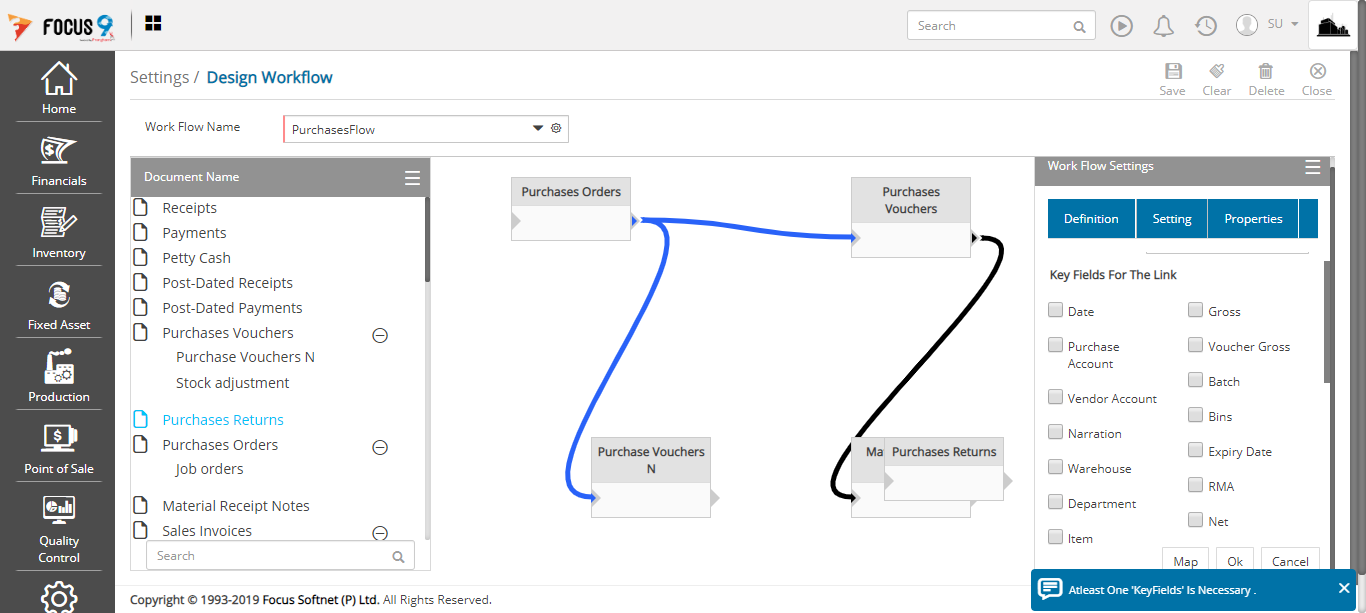 FOCUS 9
Search
SU
Home
Financials
Inventory
Fixed Asset
Production
Point of Sale
Quality
Control
Settings / Design Workflow
Save
Clear
Delete
Close
Work Flow Name
PurchasesFlow
Document Name
Receipts
Payments
Petty Cash
Post-Dated Receipts
Post-Dated Payments
Purchases Vouchers
Purchase Vouchers N
Stock adjustment
Purchases Returns
Purchases Orders
Job orders
Material Receipt Notes
Sales Invoices
Search
Purchases Orders
Purchases
Vouchers
Purchase Vouchers
N
Ma
Purchases Returns
Work Flow Settings
Definition
Setting
Properties
Key Fields For The Link
Date
Purchase
Account
Vendor Account
Narration
Warehouse
Department
Item
Gross
Voucher Gross
Batch
Bins
Expiry Date
RMA
Net
Map
Ok
Cancel
Atleast One 'KeyFields' Is Necessary .
Copyright © 1993-2019 Focus Softnet (P) Ltd. All Rights Reserved.